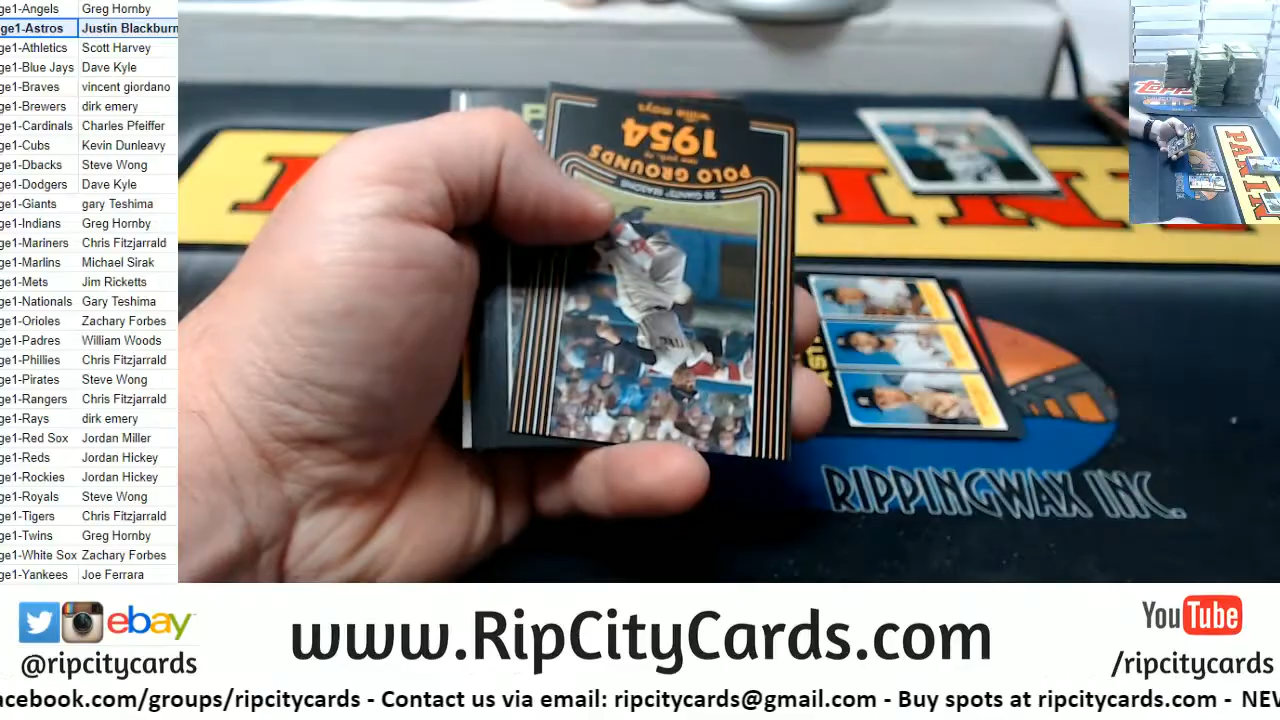 ge1-Angels Greg Hornby
ge1-Astros Justin Blackburn
ge1-Athletics Scott Harvey
ge1-Blue Jays Dave Kyle
ge1-Braves vincent giordano
ge1-Brewers dirk emery
ge1-Cardinals Charles Pfeiffer
ge1-Cubs Kevin Dunleavy
ge1-Dbacks Steve Wong
ge1-Dodgers Dave Kyle
ge1-Giants gary Teshima
ge1-Indians Greg Hornby
ge1-Mariners Chris Fitzjarrald
ge1-Marlins Michael Sirak
ge1-Mets Jim Ricketts
ge1-Nationals Gary Teshima
ge1-Orioles Zachary Forbes
ge1-Padres William Woods
ge1-Phillies Chris Fitzjarrald
ge1-Pirates Steve Wong
ge1-Rangers Chris Fitzjarrald
ge1-Rays dirk emery
ge1-Red Sox Jordan Miller
ge1-Reds Jordan Hickey
ge1-Rockies Jordan Hickey
ge1-Royals Steve Wong
ge1-Tigers Chris Fitzjarrald
ge1-Twins Greg Hornby
ge1-White Sox Zachary Forbes
ge1-Yankees Joe Ferrara
POLO GROUNDS
new york, ny
1954
willie mays
RIPPINGWAX INC.
TOPPS
PANINI
ebay
@ripcitycards
www.RipCityCards.com
YouTube
/ripcitycards
acebook.com/groups/ripcitycards - Contact us via email: ripcitycards@gmail.com - Buy spots at ripcitycards.com - NEW